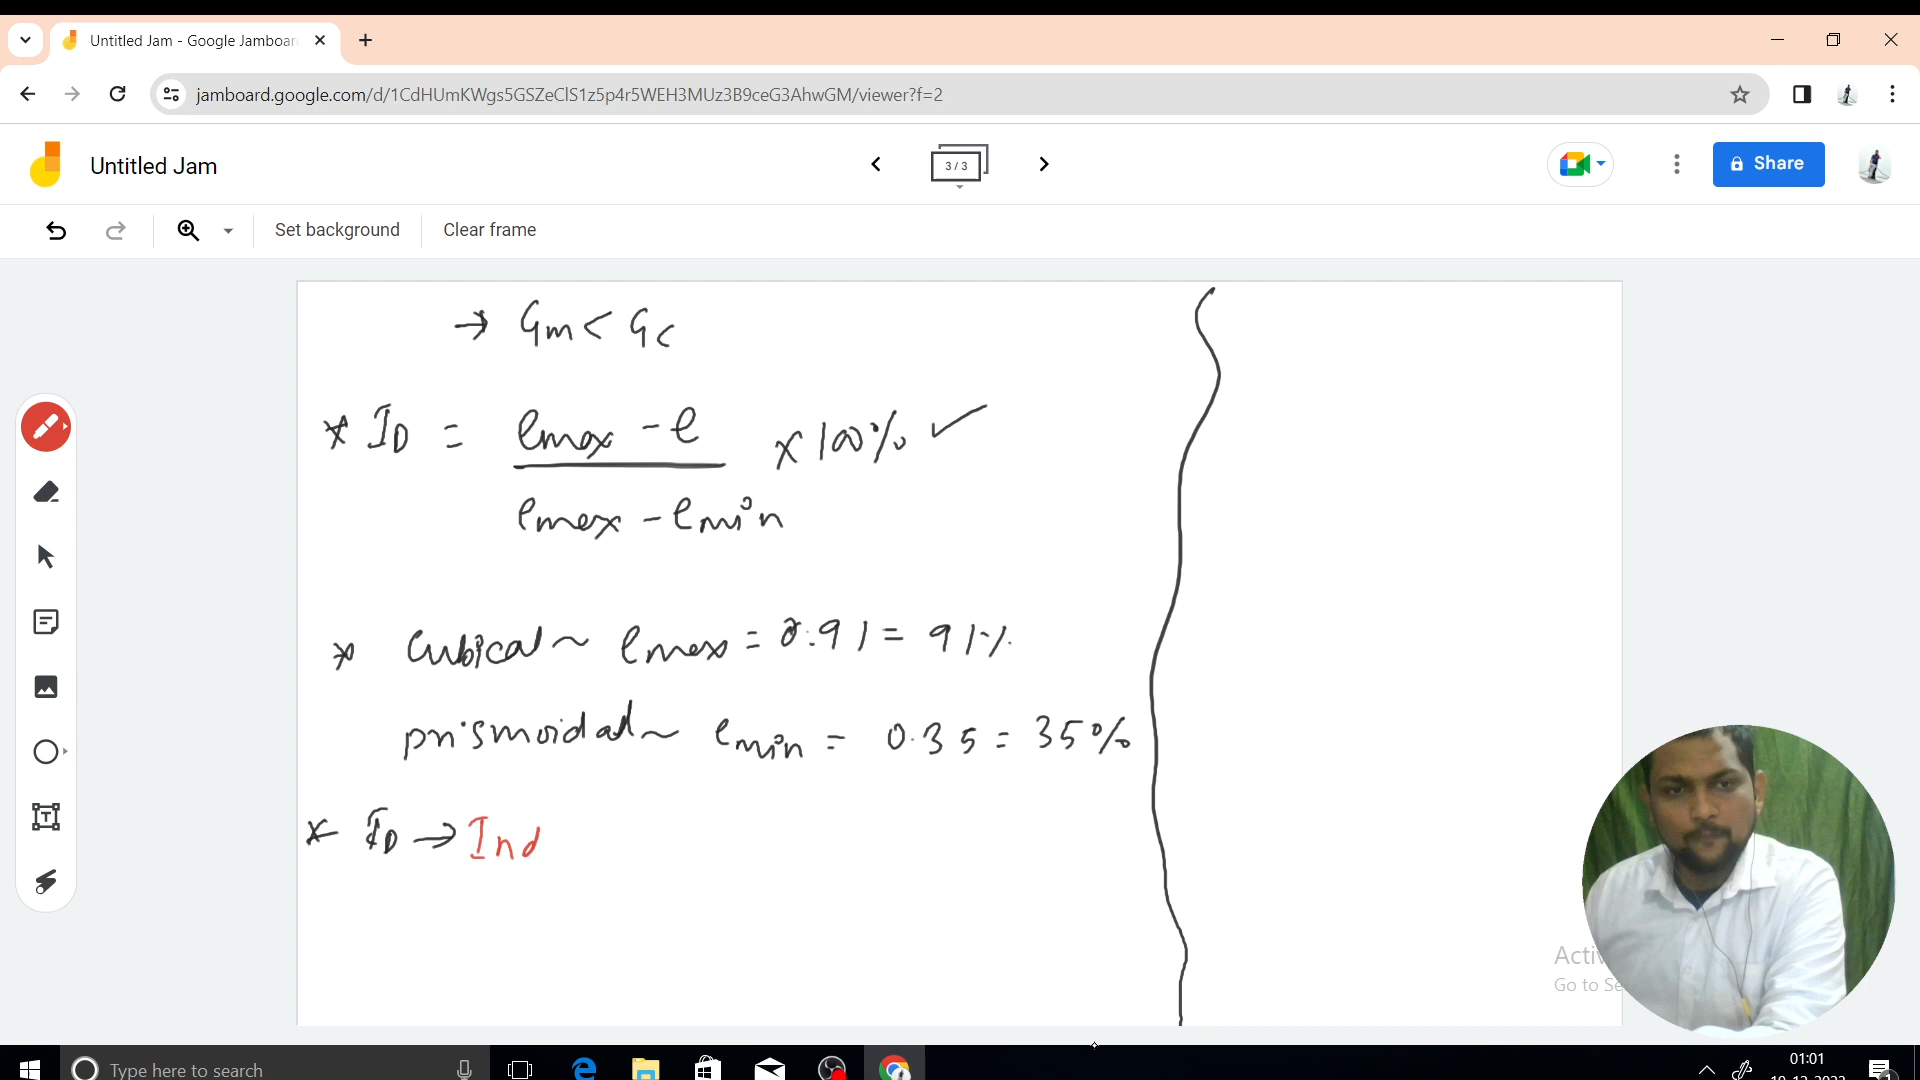 Untitled Jam - Google Jamboar
jamboard.google.com/d/1CdHUmKWgs5GSZeClS1z5p4r5WEH3MUz3B9ceG3AhwGM/viewer?f=2
Untitled Jam
3 / 3
Share
Set background
Clear frame
→ Gm < Gc
* ID = emax - e / emax - emin × 100% ✓
* Cubical ~ emax = 0.91 = 91%
prismoidal ~ emin = 0.35 = 35%
* ID → Ind
Type here to search
01:01